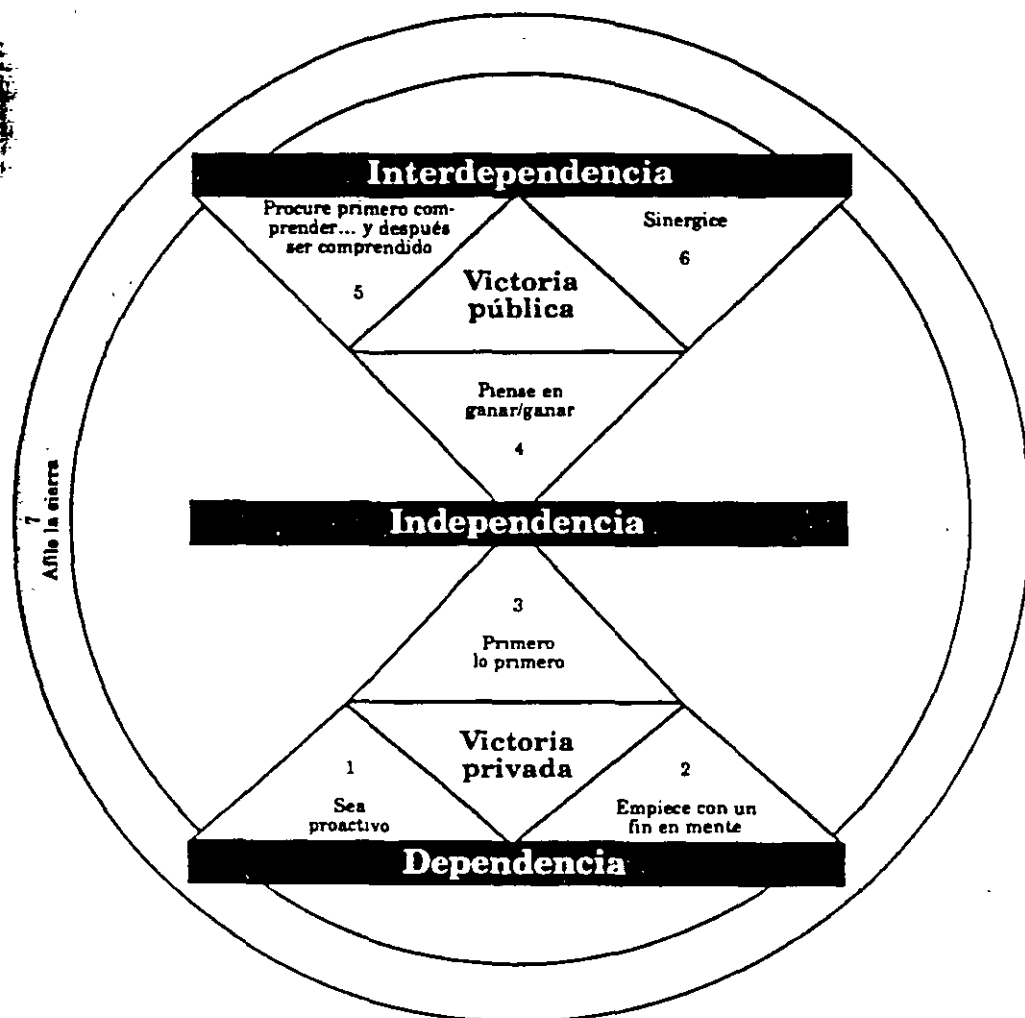 Interdependencia
Procure primero com-
prender... y después
ser comprendido
5
Sinergice
6
Victoria
pública
Piense en
ganar/ganar
4
7
Afile la sierra
Independencia
3
Primero
lo primero
Victoria
privada
1
Sea
proactivo
2
Empiece con un
fin en mente
Dependencia